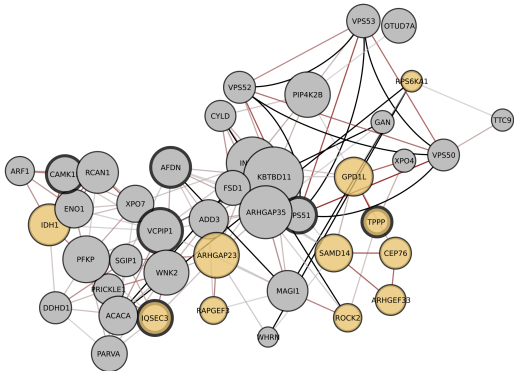 VPS53
OTUD7A
RPS6KA1
VPS52
PIP4K2B
CYLD
GAN
TTC9
VPS50
XPO4
AFDN
KBTBD11
GPD1L
ARF1
RCAN1
FSD1
ENO1
XPO7
ADD3
ARHGAP35
PS51
TPPP
IDH1
VCPIP1
PFKP
SGIP1
WNK2
ARHGAP23
SAMD14
CEP76
PRICKLE1
MAGI1
ARHGEF33
DDHD1
ACACA
IQSEC3
RAPGEF3
ROCK2
WHRN
PARVA